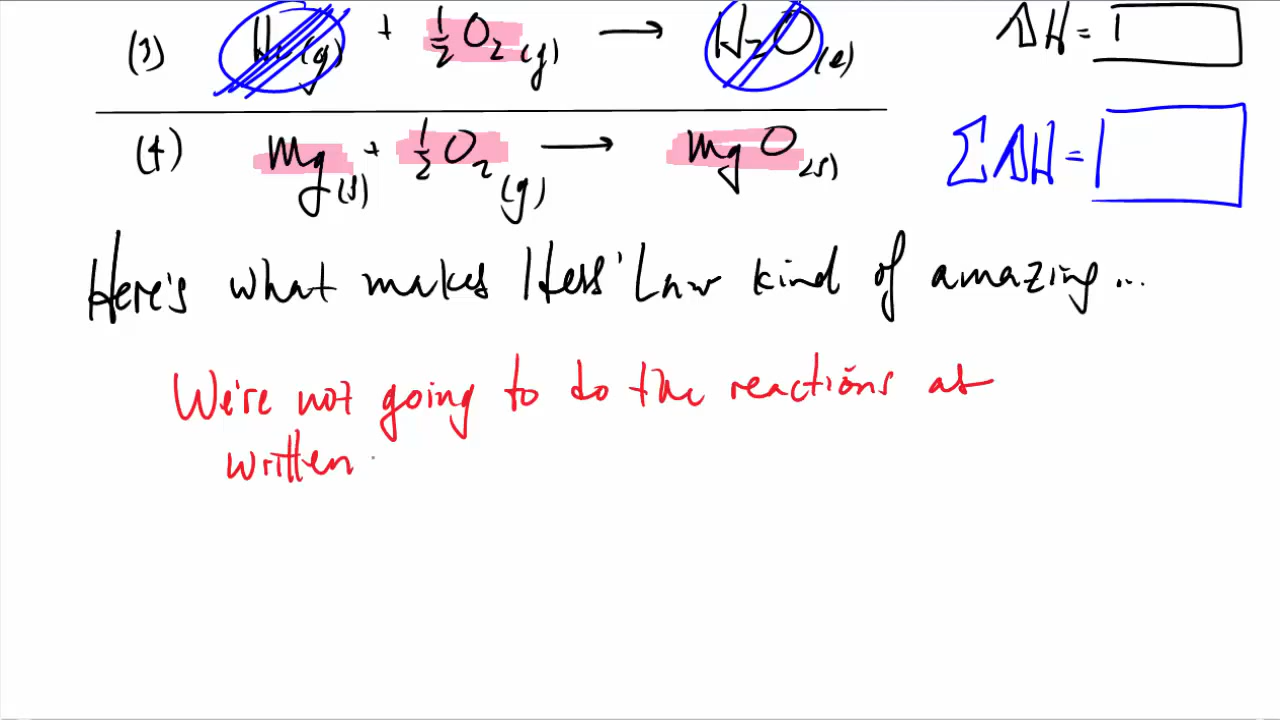 (3) H₂(g) + ½O₂(g) → H₂O(l) ΔH =
(4) Mg(s) + ½O₂(g) → MgO(s) ΣΔH =
Here's what makes Hess' Law kind of amazing...
We're not going to do the reactions as
written